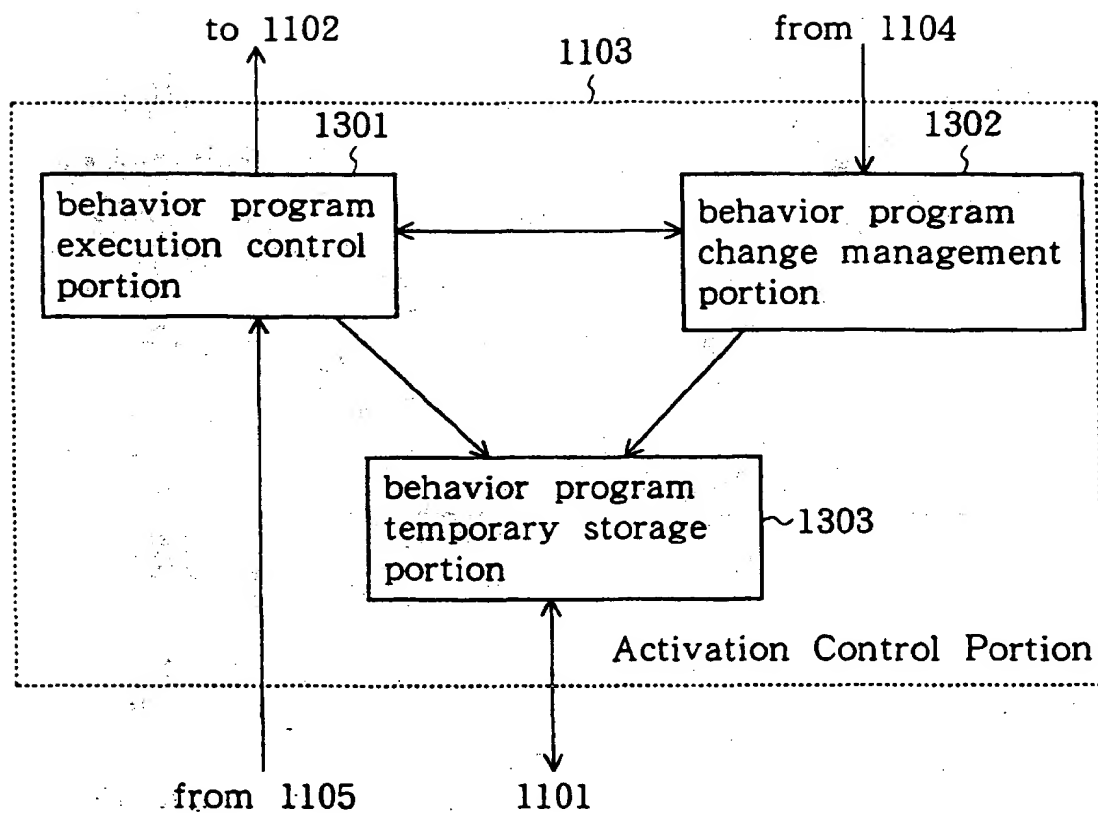 to 1102
from 1104
1103
1301
1302
behavior program
execution control
portion
behavior program
change management
portion
behavior program
temporary storage
portion
1303
Activation Control Portion
from 1105
1101